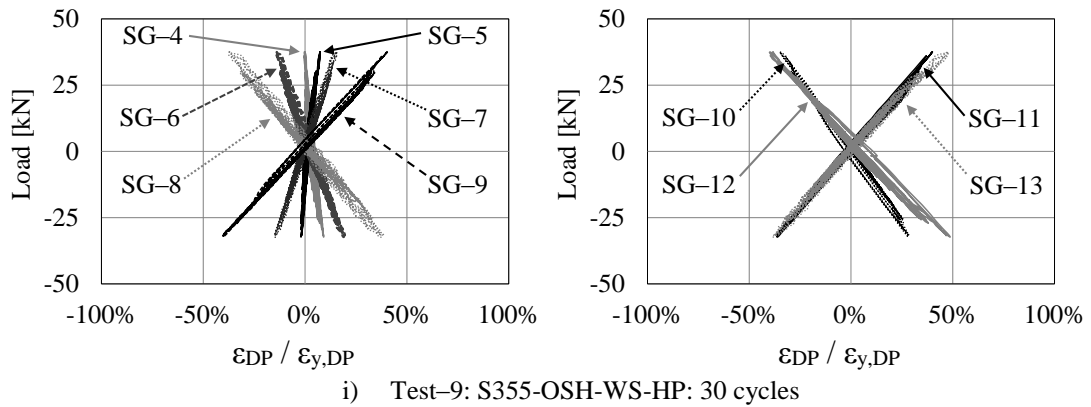 50
25
0
-25
-50
Load [kN]
SG–4
SG–5
SG–6
SG–7
SG–8
SG–9
-100% -50% 0% 50% 100%
εDP / εy,DP
50
25
0
-25
-50
Load [kN]
SG–10
SG–11
SG–12
SG–13
-100% -50% 0% 50% 100%
εDP / εy,DP
i) Test–9: S355-OSH-WS-HP: 30 cycles